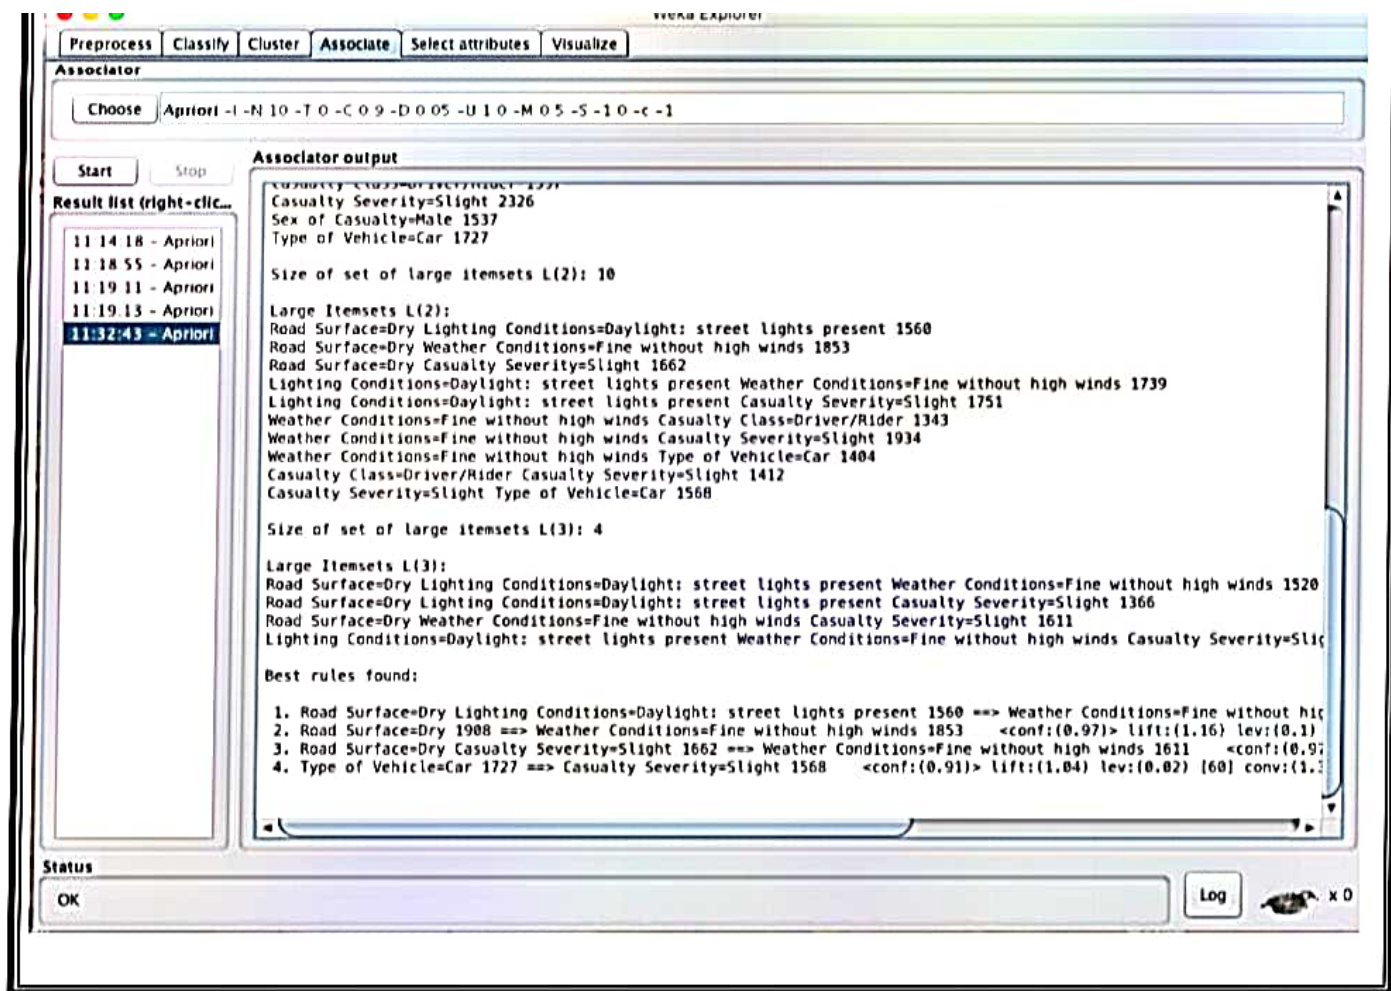 Weka Explorer
Preprocess Classify Cluster Associate Select attributes Visualize
Associator
Choose Apriori -I -N 10 -T 0 -C 0 9 -D 0 05 -U 1 0 -M 0 5 -S -1 0 -c -1
Start Stop
Associator output
Result list (right-clic...
11 14 18 - Apriori
11 18 55 - Apriori
11 19 11 - Apriori
11:19:13 - Apriori
11:32:43 - Apriori
Casualty Class=Driver/Rider
Casualty Severity=Slight 2326
Sex of Casualty=Male 1537
Type of Vehicle=Car 1727
Size of set of large itemsets L(2): 10
Large Itemsets L(2):
Road Surface=Dry Lighting Conditions=Daylight: street lights present 1560
Road Surface=Dry Weather Conditions=Fine without high winds 1853
Road Surface=Dry Casualty Severity=Slight 1662
Lighting Conditions=Daylight: street lights present Weather Conditions=Fine without high winds 1739
Lighting Conditions=Daylight: street lights present Casualty Severity=Slight 1751
Weather Conditions=Fine without high winds Casualty Class=Driver/Rider 1343
Weather Conditions=Fine without high winds Casualty Severity=Slight 1934
Weather Conditions=Fine without high winds Type of Vehicle=Car 1404
Casualty Class=Driver/Rider Casualty Severity=Slight 1412
Casualty Severity=Slight Type of Vehicle=Car 1568
Size of set of large itemsets L(3): 4
Large Itemsets L(3):
Road Surface=Dry Lighting Conditions=Daylight: street lights present Weather Conditions=Fine without high winds 1520
Road Surface=Dry Lighting Conditions=Daylight: street lights present Casualty Severity=Slight 1366
Road Surface=Dry Weather Conditions=Fine without high winds Casualty Severity=Slight 1611
Lighting Conditions=Daylight: street lights present Weather Conditions=Fine without high winds Casualty Severity=Slig
Best rules found:
1. Road Surface=Dry Lighting Conditions=Daylight: street lights present 1560 ==> Weather Conditions=Fine without hig
2. Road Surface=Dry 1908 ==> Weather Conditions=Fine without high winds 1853 <conf:(0.97)> lift:(1.16) lev:(0.1)
3. Road Surface=Dry Casualty Severity=Slight 1662 ==> Weather Conditions=Fine without high winds 1611 <conf:(0.97
4. Type of Vehicle=Car 1727 ==> Casualty Severity=Slight 1568 <conf:(0.91)> lift:(1.04) lev:(0.02) [60] conv:(1.3
Status
OK
Log
x 0